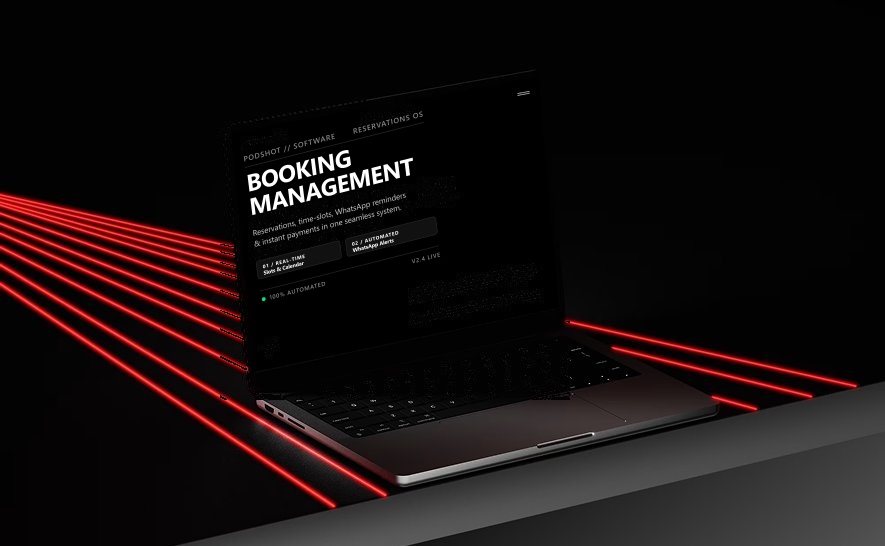 PODSHOT // SOFTWARE RESERVATIONS OS
BOOKING
MANAGEMENT
Reservations, time-slots, WhatsApp reminders
& instant payments in one seamless system.
01 / REAL-TIME
Slots & Calendar
02 / AUTOMATED
WhatsApp Alerts
100% AUTOMATED
V2.4 LIVE